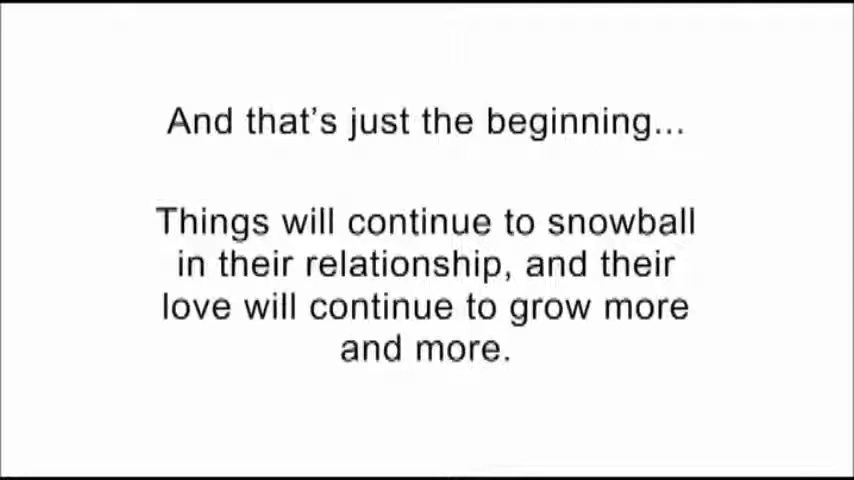 And that’s just the beginning...
Things will continue to snowball
in their relationship, and their
love will continue to grow more
and more.